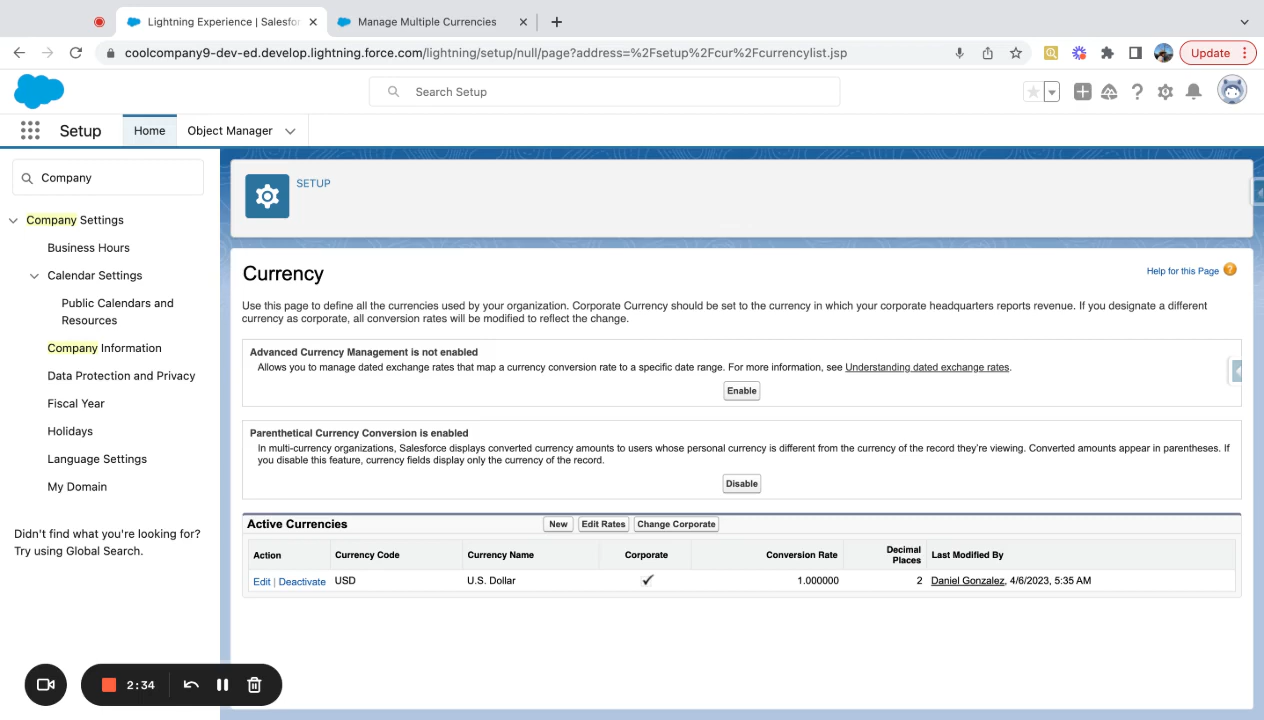 Lightning Experience | Salesfor
Manage Multiple Currencies
coolcompany9-dev-ed.develop.lightning.force.com/lightning/setup/null/page?address=%2Fsetup%2Fcur%2Fcurrencylist.jsp
Update
Search Setup
Setup
Home
Object Manager
Company
Company Settings
Business Hours
Calendar Settings
Public Calendars and
Resources
Company Information
Data Protection and Privacy
Fiscal Year
Holidays
Language Settings
My Domain
Didn't find what you're looking for?
Try using Global Search.
SETUP
Currency
Help for this Page
Use this page to define all the currencies used by your organization. Corporate Currency should be set to the currency in which your corporate headquarters reports revenue. If you designate a different
currency as corporate, all conversion rates will be modified to reflect the change.
Advanced Currency Management is not enabled
Allows you to manage dated exchange rates that map a currency conversion rate to a specific date range. For more information, see Understanding dated exchange rates.
Enable
Parenthetical Currency Conversion is enabled
In multi-currency organizations, Salesforce displays converted currency amounts to users whose personal currency is different from the currency of the record they're viewing. Converted amounts appear in parentheses. If
you disable this feature, currency fields display only the currency of the record.
Disable
Active Currencies
New
Edit Rates
Change Corporate
Action
Currency Code
Currency Name
Corporate
Conversion Rate
Decimal
Places
Last Modified By
Edit | Deactivate
USD
U.S. Dollar
1.000000
2
Daniel Gonzalez, 4/6/2023, 5:35 AM
2:34